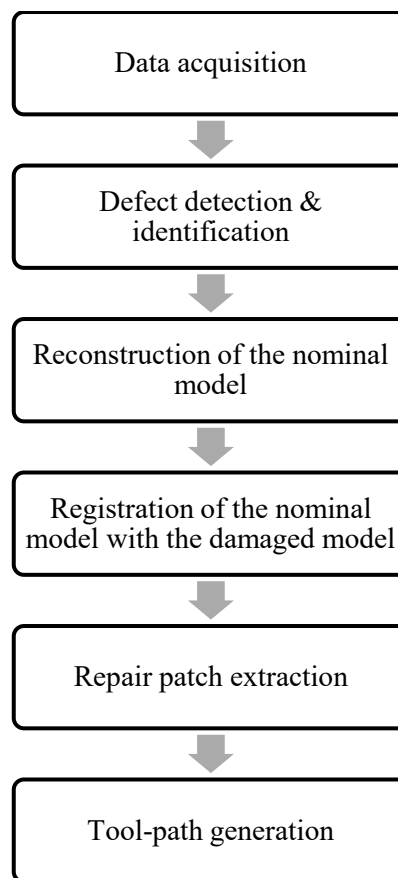 Data acquisition
Defect detection &
identification
Reconstruction of the nominal
model
Registration of the nominal
model with the damaged model
Repair patch extraction
Tool-path generation